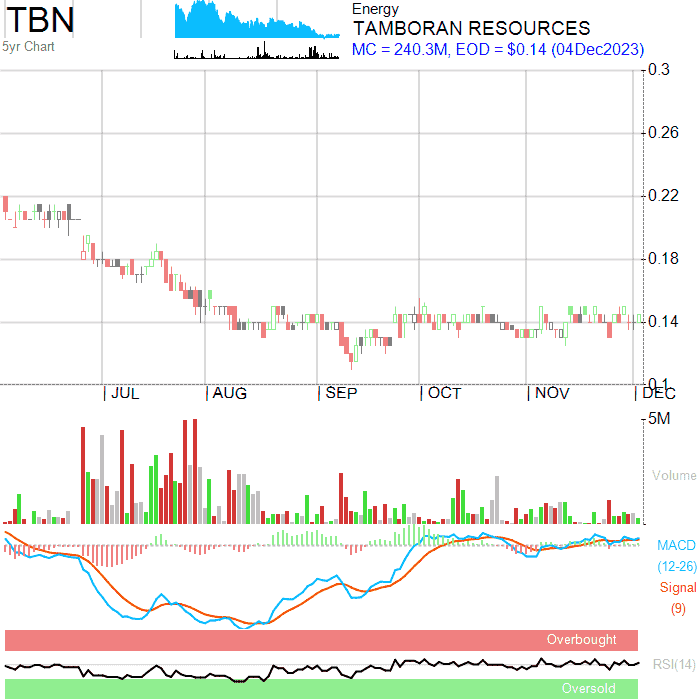 TBN
5yr Chart
Energy
TAMBORAN RESOURCES
MC = 240.3M, EOD = $0.14 (04Dec2023)
0.3
0.26
0.22
0.18
0.14
0.1
JUL AUG SEP OCT NOV DEC
5M
Volume
MACD
(12-26)
Signal
(9)
Overbought
RSI(14)
Oversold